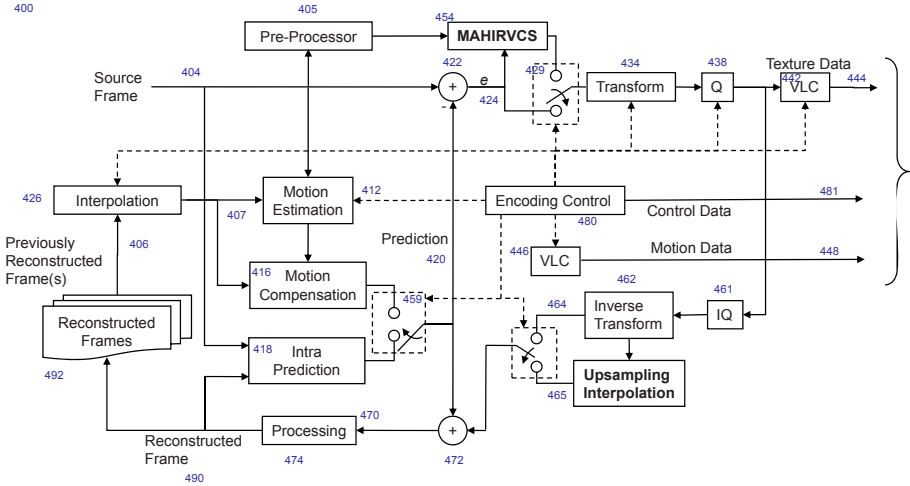 400
405
454
Pre-Processor
MAHIRVCS
Source
Frame
404
422
+
-
e
424
429
434
Transform
438
Q
Texture Data
442
VLC
444
426
Interpolation
407
Motion
Estimation
412
Encoding Control
480
481
Control Data
Previously
Reconstructed
Frame(s)
406
Prediction
420
446
VLC
Motion Data
448
416
Motion
Compensation
459
464
462
Inverse
Transform
461
IQ
Reconstructed
Frames
492
418
Intra
Prediction
465
Upsampling
Interpolation
Reconstructed
Frame
490
Processing
474
470
+
472